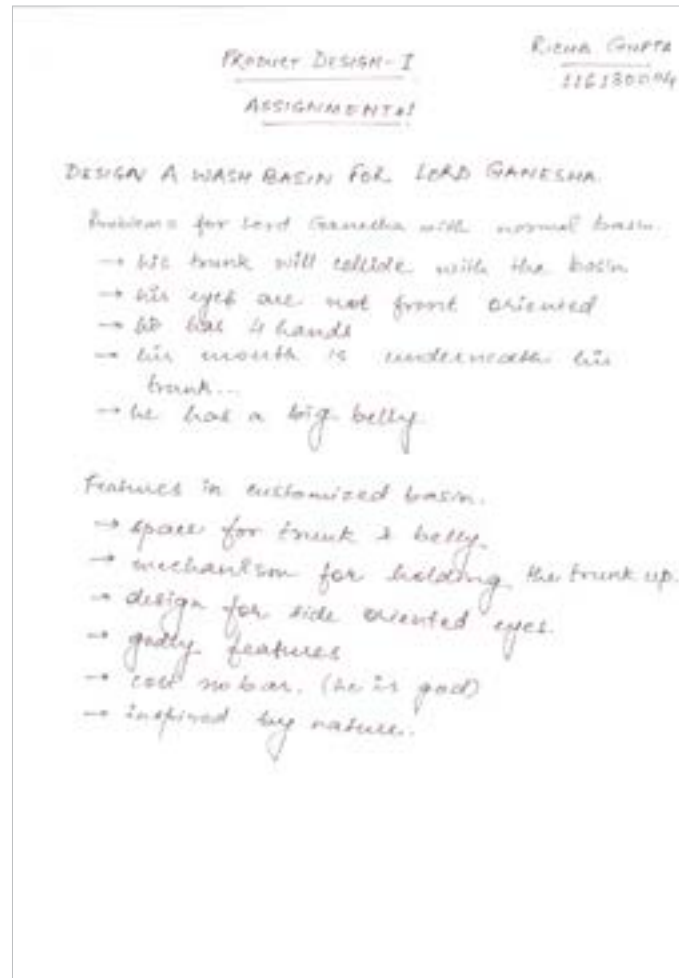 PRODUCT DESIGN - I
RICHA GUPTA
ASSIGNMENT #1
DESIGN A WASH BASIN FOR LORD GANESHA.
Problems for Lord Ganesha with normal basin.
→ his trunk will collide with the basin
→ his eyes are not front oriented
→ he has 4 hands
→ his mouth is underneath his
trunk...
→ he has a big belly
Features in customized basin.
→ space for trunk & belly.
→ mechanism for holding the trunk up.
→ design for side oriented eyes.
→ godly features
→ cost no bar. (he is god)
→ inspired by nature.